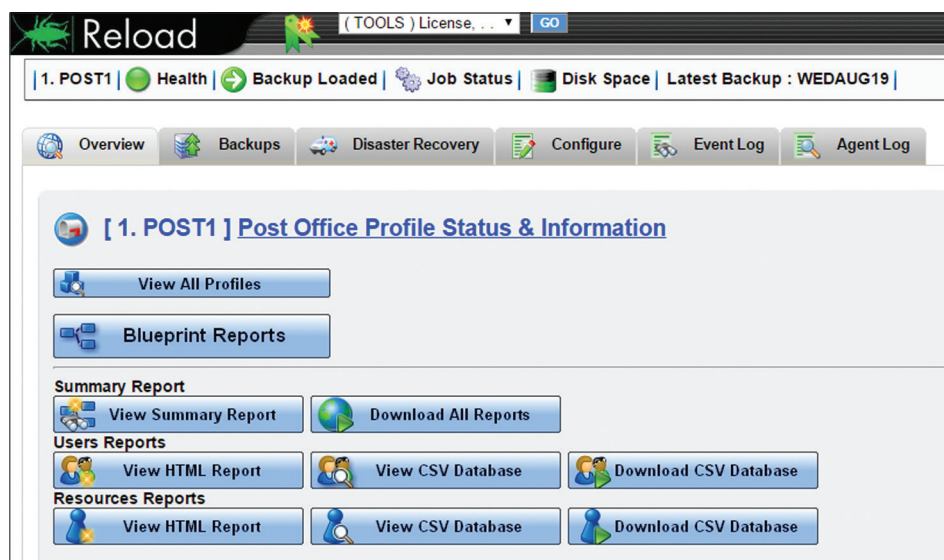 Reload ( TOOLS ) License, . . GO
1. POST1 Health Backup Loaded Job Status Disk Space Latest Backup : WEDAUG19
Overview Backups Disaster Recovery Configure Event Log Agent Log
[ 1. POST1 ] Post Office Profile Status & Information
View All Profiles
Blueprint Reports
Summary Report
View Summary Report Download All Reports
Users Reports
View HTML Report View CSV Database Download CSV Database
Resources Reports
View HTML Report View CSV Database Download CSV Database